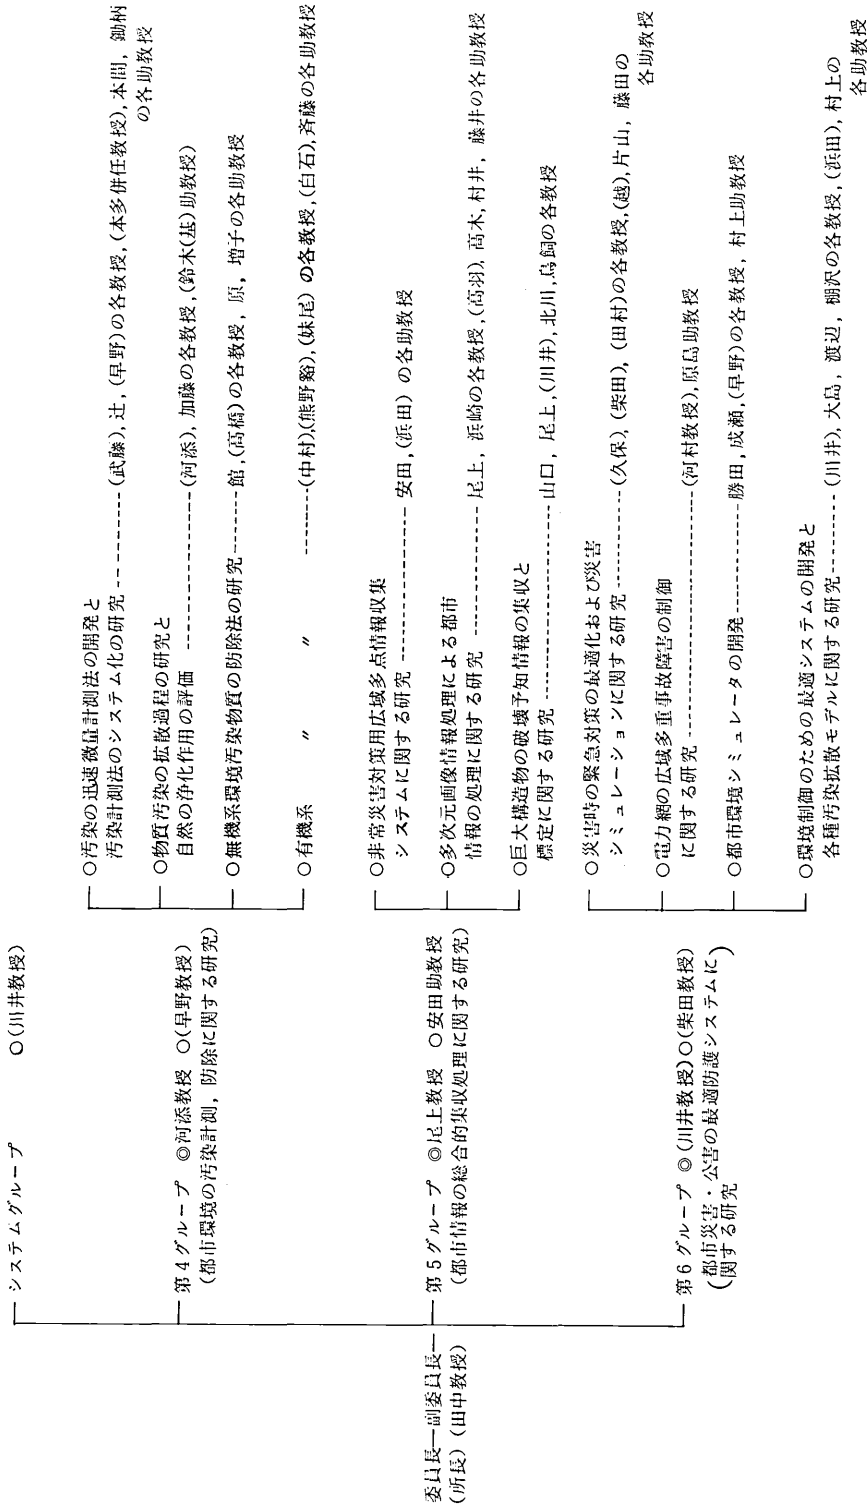 委員長―副委員長
(所長) (田中教授)
システムグループ ○(川井教授)
第4グループ ◎河添教授 ○(早野教授)
(都市環境の汚染計測,防除に関する研究)
○汚染の迅速微量計測法の開発と
汚染計測法のシステム化の研究-----------(武藤),辻,(早野)の各教授,(本多併任教授),本間,鋤柄
の各助教授
○物質汚染の拡散過程の研究と
自然の浄化作用の評価-----------------(河添),加藤の各教授,(鈴木(基)助教授)
○無機系環境汚染物質の防除法の研究-------館,(高橋)の各教授,原,増子の各助教授
○有機系 〃 〃 --------(中村),(熊野谿),(妹尾)の各教授,(白石),斉藤の各助教授
第5グループ ◎尾上教授 ○安田助教授
(都市情報の総合的集収処理に関する研究)
○非常災害対策用広域多点情報収集
システムに関する研究-----------------安田,(浜田)の各助教授
○多次元画像情報処理による都市
情報の処理に関する研究---------------尾上,浜崎の各教授,(高羽),高木,村井,藤井の各助教授
○巨大構造物の破壊予知情報の集収と
標定に関する研究---------------------山口,尾上,(川井),北川,鳥飼の各教授
第6グループ ◎(川井教授)○(柴田教授)
(都市災害・公害の最適防護システムに
関する研究)
○災害時の緊急対策の最適化および災害
シミュレーションに関する研究-----------(久保),(柴田),(田村)の各教授,(越),片山,藤田の
各助教授
○電力網の広域多重事故障害の制御
に関する研究-------------------------(河村教授),原島助教授
○都市環境シミュレータの開発-------------勝田,成瀬,(早野)の各教授,村上助教授
○環境制御のための最適システムの開発と
各種汚染拡散モデルに関する研究---------(川井),大島,渡辺,棚沢の各教授,(浜田),村上の
各助教授